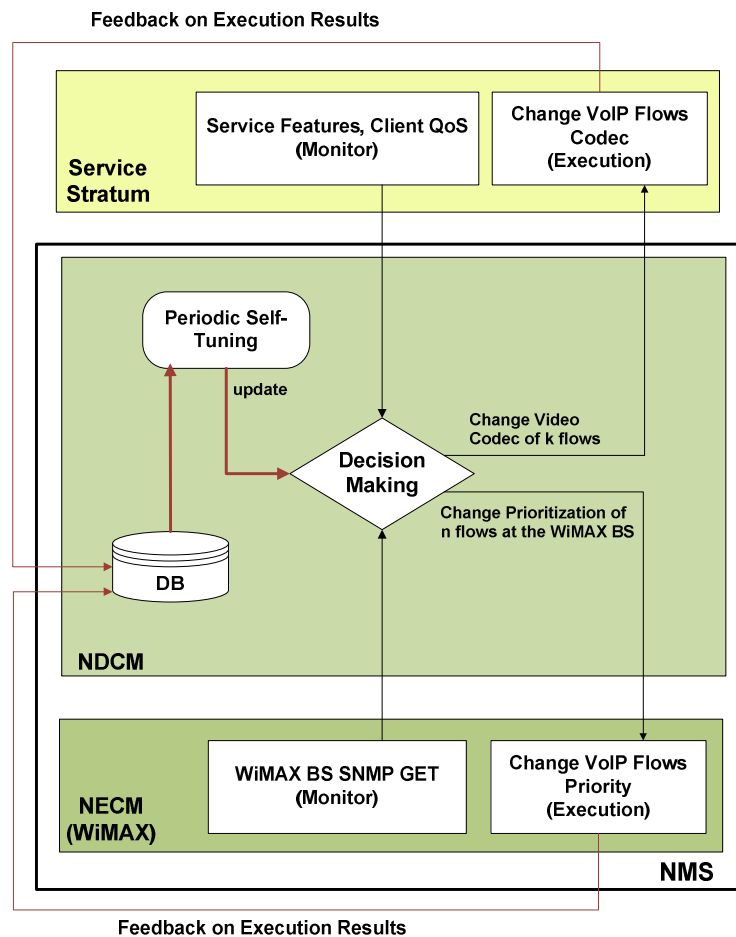 Feedback on Execution Results
Service Features, Client QoS
(Monitor)
Change VoIP Flows
Codec
(Execution)
Service
Stratum
Periodic Self-
Tuning
update
Decision
Making
Change Video
Codec of k flows
Change Prioritization of
n flows at the WiMAX BS
DB
NDCM
WiMAX BS SNMP GET
(Monitor)
Change VoIP Flows
Priority
(Execution)
NECM
(WiMAX)
NMS
Feedback on Execution Results